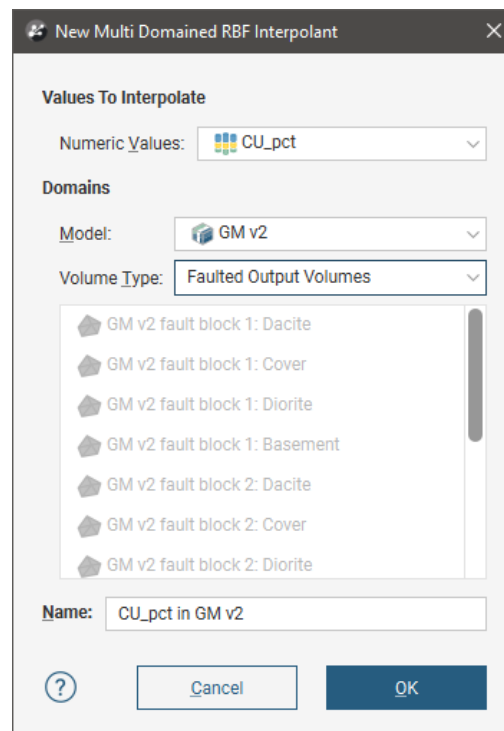 New Multi Domained RBF Interpolant
Values To Interpolate
Numeric Values: CU_pct
Domains
Model: GM v2
Volume Type: Faulted Output Volumes
GM v2 fault block 1: Dacite
GM v2 fault block 1: Cover
GM v2 fault block 1: Diorite
GM v2 fault block 1: Basement
GM v2 fault block 2: Dacite
GM v2 fault block 2: Cover
GM v2 fault block 2: Diorite
Name: CU_pct in GM v2
? Cancel OK